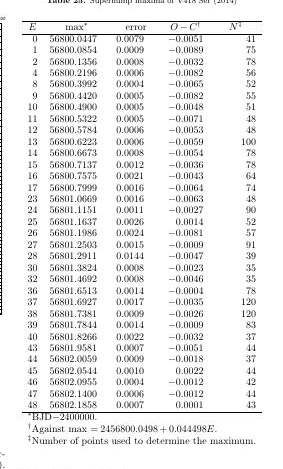 Table 25. Superhump maxima of V418 Ser (2014)
E max* error O − C† N‡
0 56800.0447 0.0079 −0.0051 41
1 56800.0854 0.0009 −0.0089 75
2 56800.1356 0.0008 −0.0032 78
4 56800.2196 0.0006 −0.0082 56
8 56800.3992 0.0004 −0.0065 52
9 56800.4420 0.0005 −0.0082 55
10 56800.4900 0.0005 −0.0048 51
11 56800.5322 0.0005 −0.0071 48
12 56800.5784 0.0006 −0.0053 48
13 56800.6223 0.0006 −0.0059 100
14 56800.6673 0.0008 −0.0054 78
15 56800.7137 0.0012 −0.0036 78
16 56800.7575 0.0021 −0.0043 64
17 56800.7999 0.0016 −0.0064 74
23 56801.0669 0.0016 −0.0063 48
24 56801.1151 0.0011 −0.0027 90
25 56801.1637 0.0026 0.0014 52
26 56801.1986 0.0024 −0.0081 57
27 56801.2503 0.0015 −0.0009 91
28 56801.2911 0.0144 −0.0047 39
30 56801.3824 0.0008 −0.0023 35
32 56801.4692 0.0008 −0.0046 35
36 56801.6513 0.0014 −0.0004 78
37 56801.6927 0.0017 −0.0035 120
38 56801.7381 0.0009 −0.0026 120
39 56801.7844 0.0014 −0.0009 83
40 56801.8266 0.0022 −0.0032 37
43 56801.9581 0.0007 −0.0051 44
44 56802.0059 0.0009 −0.0018 37
45 56802.0544 0.0010 0.0022 44
46 56802.0955 0.0004 −0.0012 42
47 56802.1400 0.0006 −0.0012 44
48 56802.1858 0.0007 0.0001 43
*BJD−2400000.
†Against max = 2456800.0498 + 0.044498E.
‡Number of points used to determine the maximum.